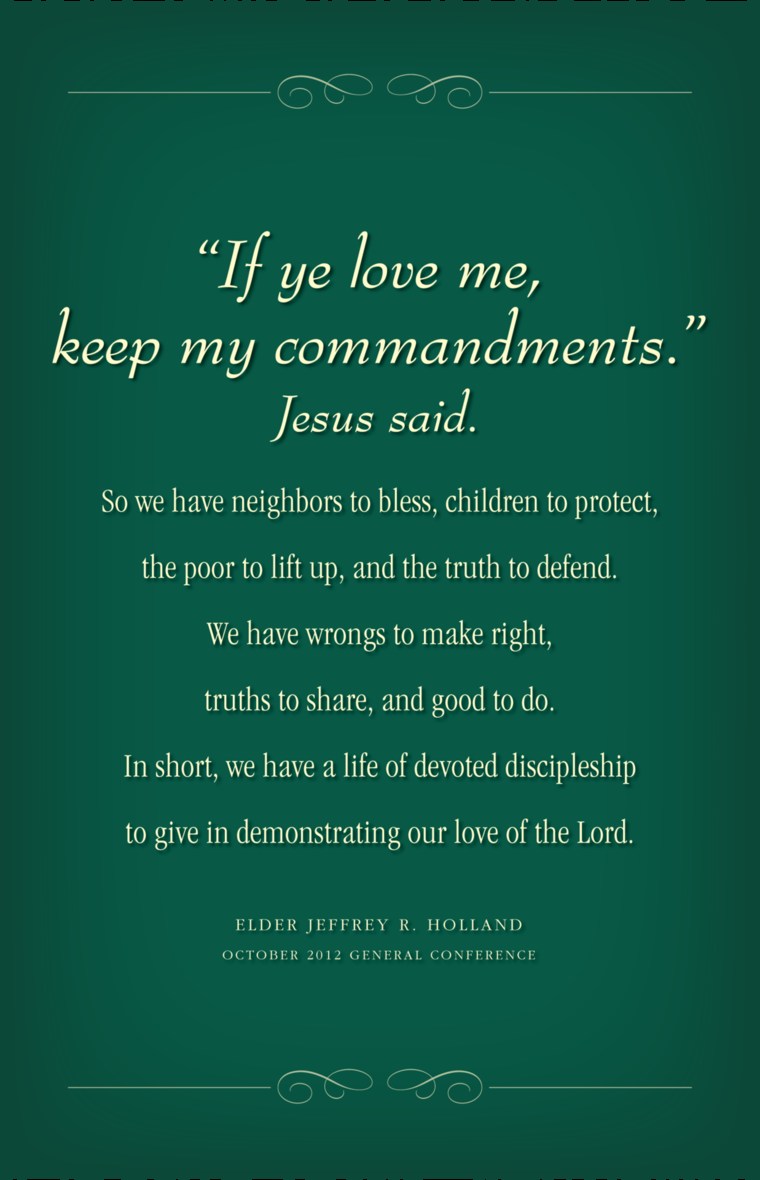 “If ye love me,
keep my commandments.”
Jesus said.
So we have neighbors to bless, children to protect,
the poor to lift up, and the truth to defend.
We have wrongs to make right,
truths to share, and good to do.
In short, we have a life of devoted discipleship
to give in demonstrating our love of the Lord.
ELDER JEFFREY R. HOLLAND
OCTOBER 2012 GENERAL CONFERENCE